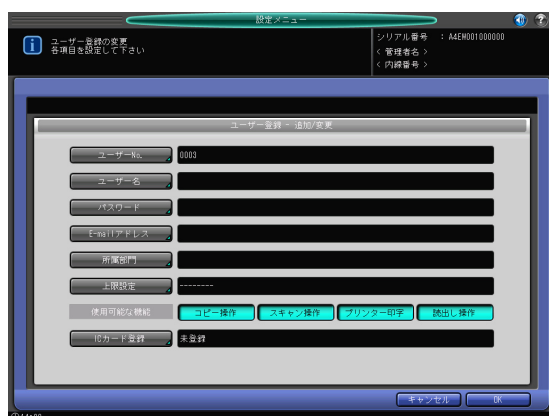 設定メニュー
ユーザー登録の変更
各項目を設定して下さい
シリアル番号 : A4EW001000000
< 管理者名 >
< 内線番号 >
ユーザー登録 - 追加/変更
ユーザーNo. 0003
ユーザー名
パスワード
E-mailアドレス
所属部門
上限設定 --------
使用可能な機能 コピー操作 スキャン操作 プリンター印字 読出し操作
ICカード登録 未登録
キャンセル OK